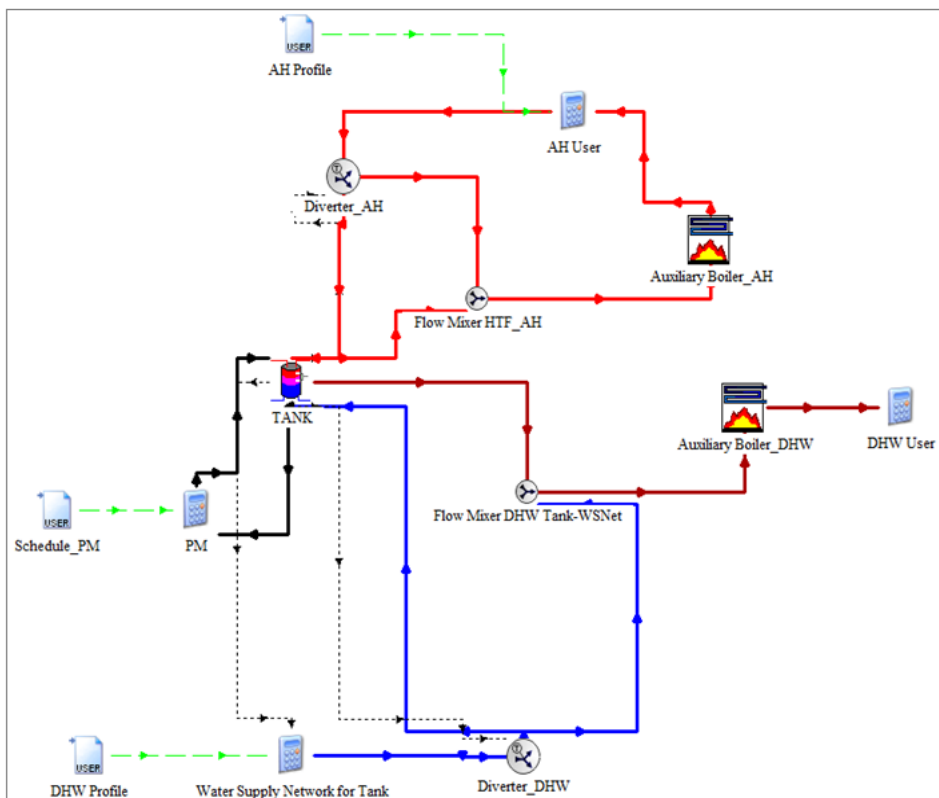 USER
AH Profile
AH User
Diverter_AH
Auxiliary Boiler_AH
Flow Mixer HTF_AH
TANK
Auxiliary Boiler_DHW
DHW User
Flow Mixer DHW Tank-WSNet
USER
Schedule_PM
PM
USER
DHW Profile
Water Supply Network for Tank
Diverter_DHW